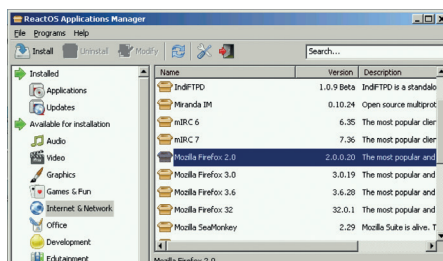 ReactOS Applications Manager
File Programs Help
Install Uninstall Modify Search...
Installed
Applications
Updates
Available for installation
Audio
Video
Graphics
Games & Fun
Internet & Network
Office
Development
Edutainment
Name Version Description
IndiFTPD 1.0.9 Beta IndiFTPD is a standalo
Miranda IM 0.10.24 Open source multiprot
mIRC 6 6.35 The most popular clier
mIRC 7 7.36 The most popular clier
Mozilla Firefox 2.0 2.0.0.20 The most popular and
Mozilla Firefox 3.0 3.0.19 The most popular and
Mozilla Firefox 3.6 3.6.28 The most popular and
Mozilla Firefox 32 32.0.1 The most popular and
Mozilla SeaMonkey 2.29 Mozilla Suite is alive. T
Mozilla Firefox 2.0